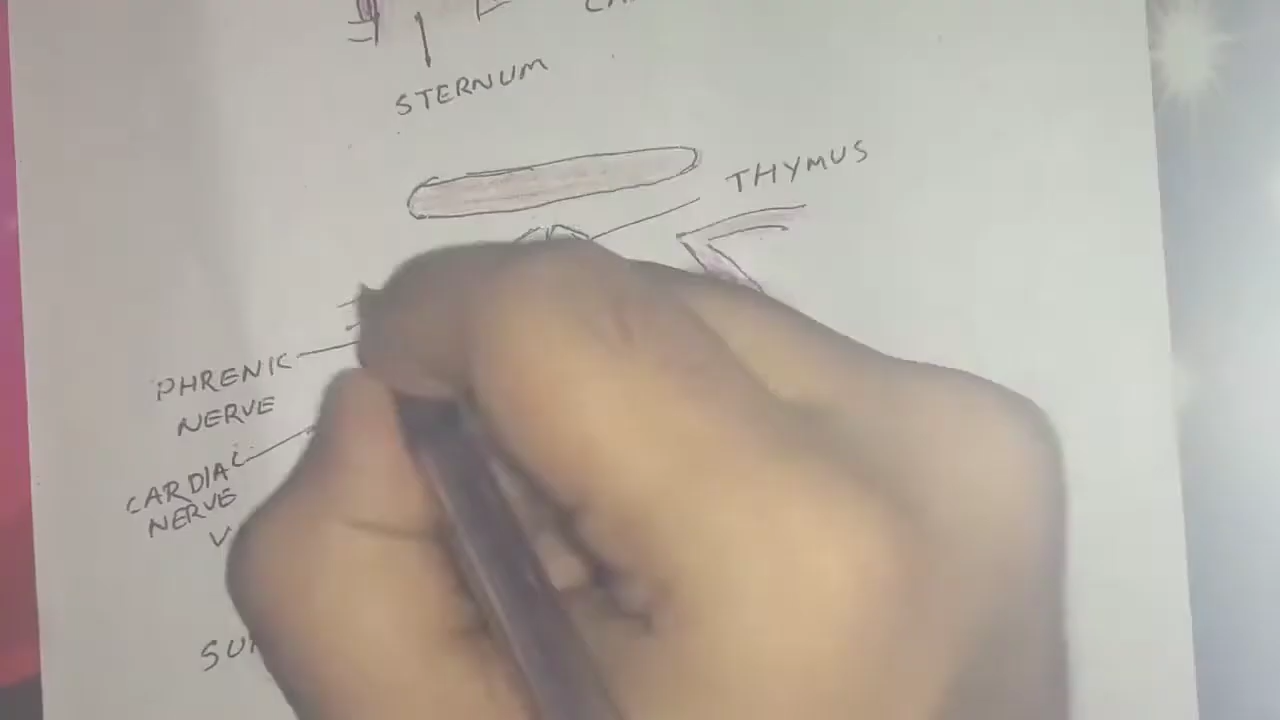 STERNUM
THYMUS
PHRENIC
NERVE
CARDIAC
NERVE